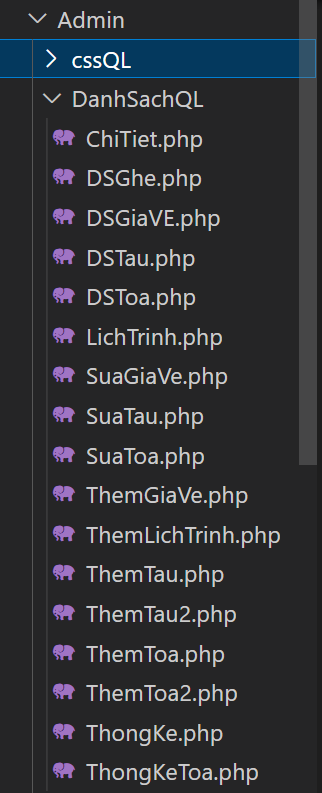 Admin
cssQL
DanhSachQL
ChiTiet.php
DSGhe.php
DSGiaVE.php
DSTau.php
DSToa.php
LichTrinh.php
SuaGiaVe.php
SuaTau.php
SuaToa.php
ThemGiaVe.php
ThemLichTrinh.php
ThemTau.php
ThemTau2.php
ThemToa.php
ThemToa2.php
ThongKe.php
ThongKeToa.php